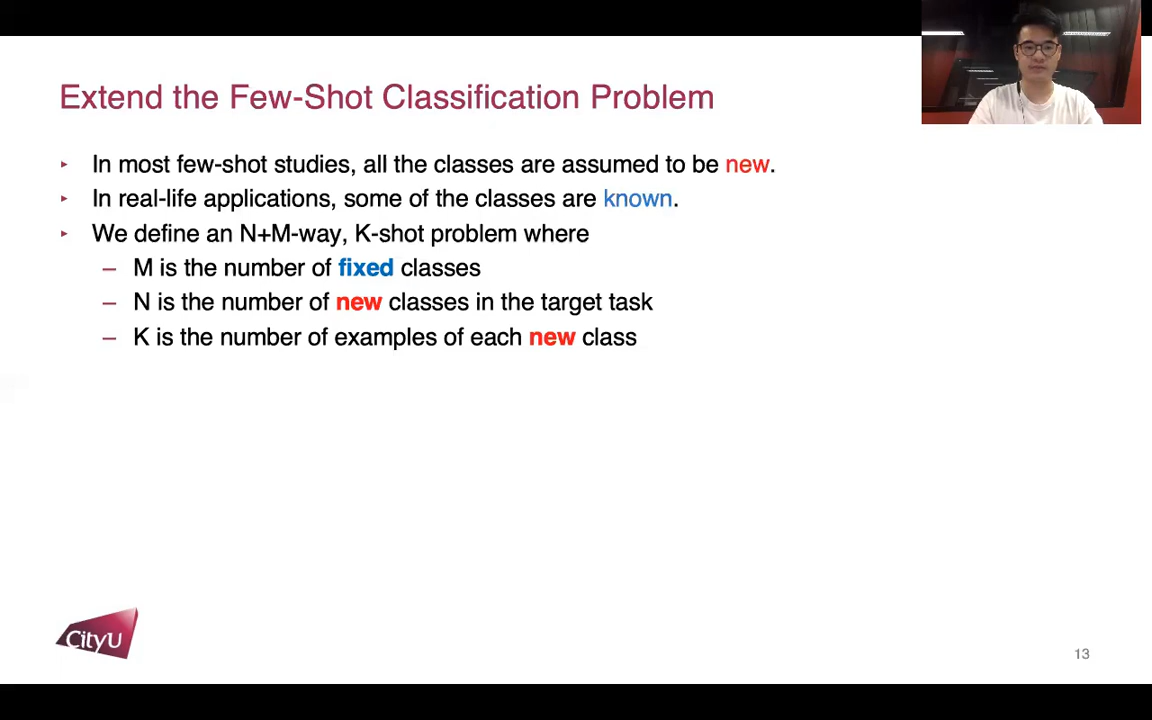 Extend the Few-Shot Classification Problem
▸ In most few-shot studies, all the classes are assumed to be new.
▸ In real-life applications, some of the classes are known.
▸ We define an N+M-way, K-shot problem where
– M is the number of fixed classes
– N is the number of new classes in the target task
– K is the number of examples of each new class
CityU
13